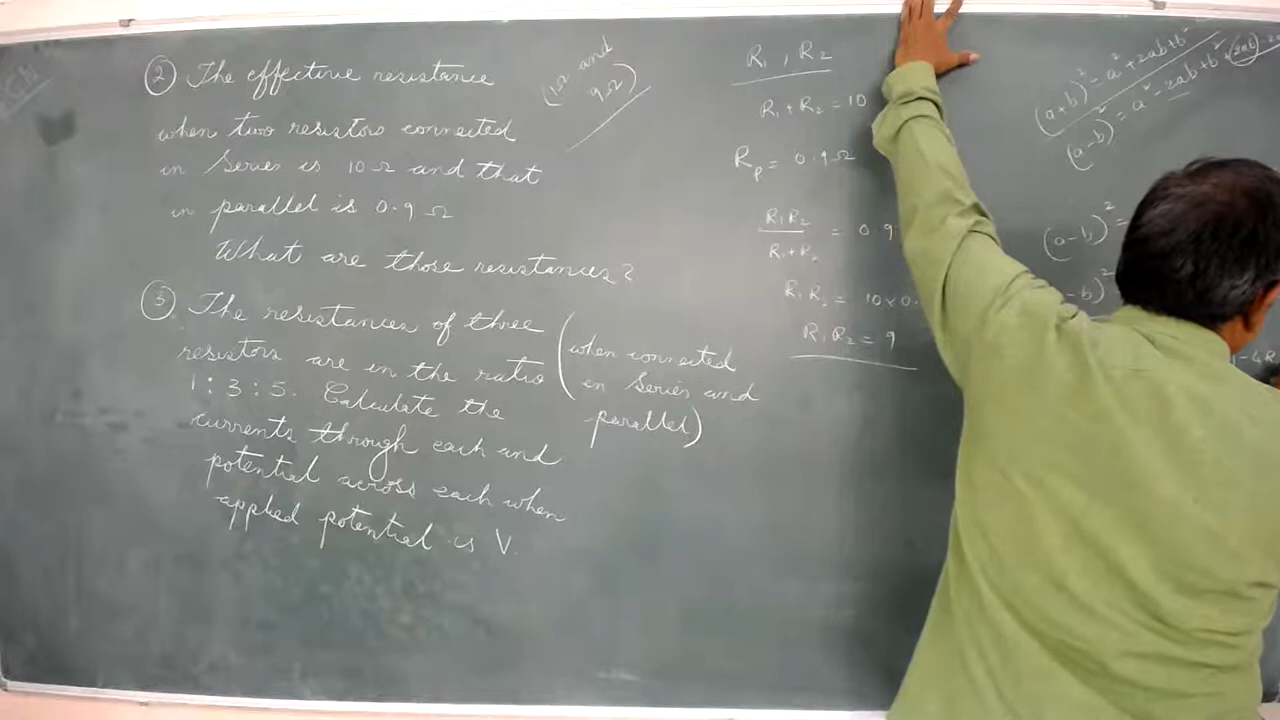 ② The effective resistance
when two resistors connected
in Series is 10 Ω and that
in parallel is 0.9 Ω
What are those resistances?
(1Ω and
9Ω)
③ The resistances of three
resistors are in the ratio
1 : 3 : 5. Calculate the
currents through each and
potential across each when
applied potential is V.
(when connected
in Series and
parallel)
R₁ , R₂
R₁ + R₂ = 10
Rₚ = 0.9 Ω
R₁R₂
= 0.9
R₁ R₂ = 10 × 0.
R₁ R₂ = 9
(a+b)² = a² + 2ab + b²
(a-b)² = a² - 2ab + b²
(a-b)² =
-b)²